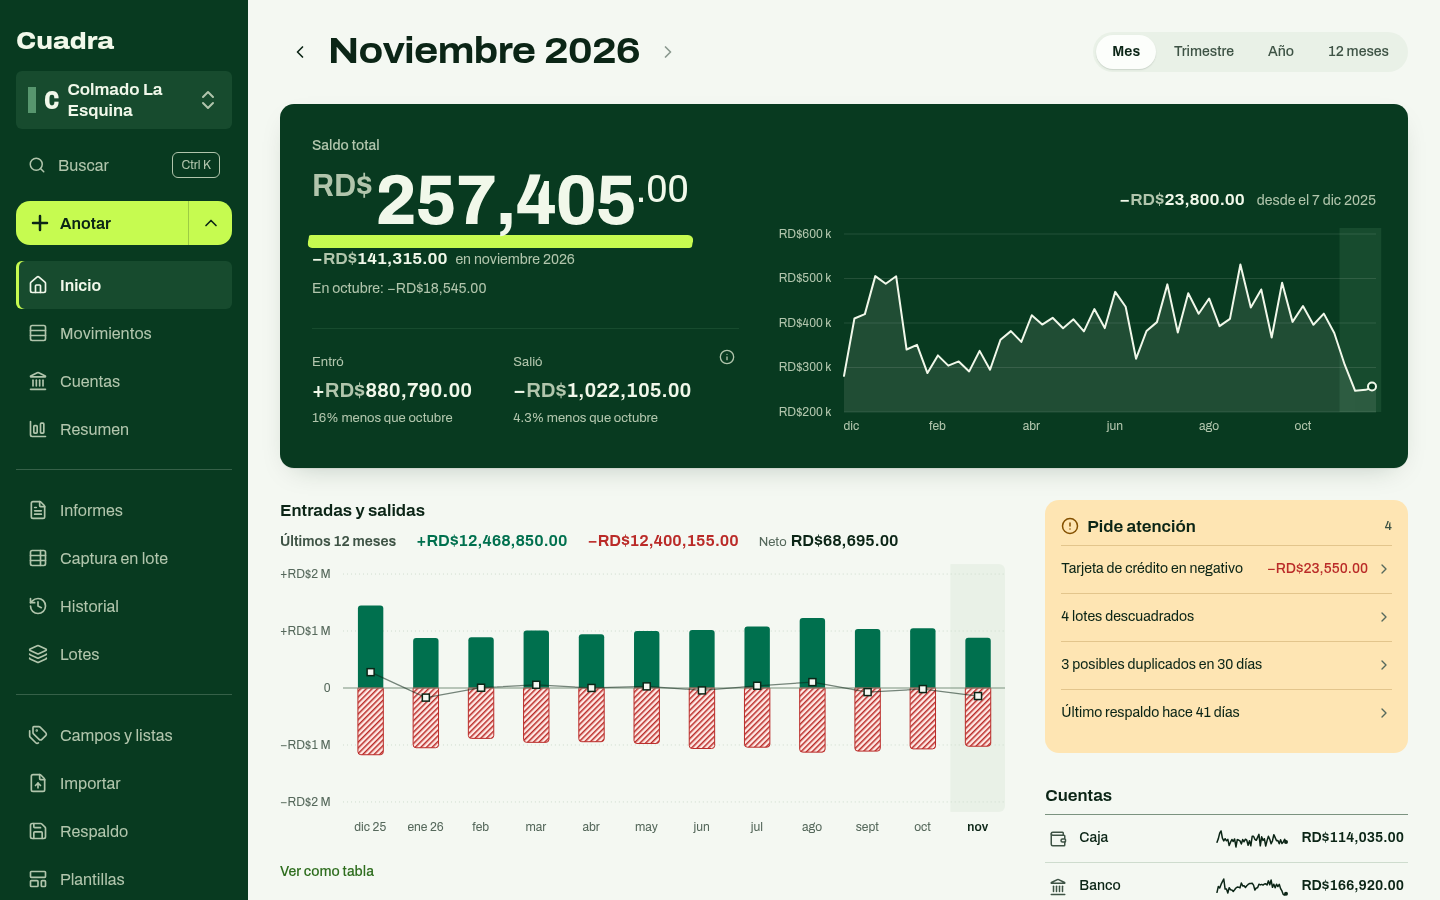 Cuadra
C Colmado La
Esquina
Buscar Ctrl K
Anotar
Inicio
Movimientos
Cuentas
Resumen
Informes
Captura en lote
Historial
Lotes
Campos y listas
Importar
Respaldo
Plantillas
Noviembre 2026
Mes Trimestre Año 12 meses
Saldo total
RD$257,405.00
−RD$141,315.00 en noviembre 2026
En octubre: −RD$18,545.00
Entró
+RD$880,790.00
16% menos que octubre
Salió
−RD$1,022,105.00
4.3% menos que octubre
−RD$23,800.00 desde el 7 dic 2025
RD$600 k
RD$500 k
RD$400 k
RD$300 k
RD$200 k
dic feb abr jun ago oct
Entradas y salidas
Últimos 12 meses +RD$12,468,850.00 −RD$12,400,155.00 Neto RD$68,695.00
+RD$2 M
+RD$1 M
0
−RD$1 M
−RD$2 M
dic 25 ene 26 feb mar abr may jun jul ago sept oct nov
Ver como tabla
Pide atención 4
Tarjeta de crédito en negativo −RD$23,550.00
4 lotes descuadrados
3 posibles duplicados en 30 días
Último respaldo hace 41 días
Cuentas
Caja RD$114,035.00
Banco RD$166,920.00